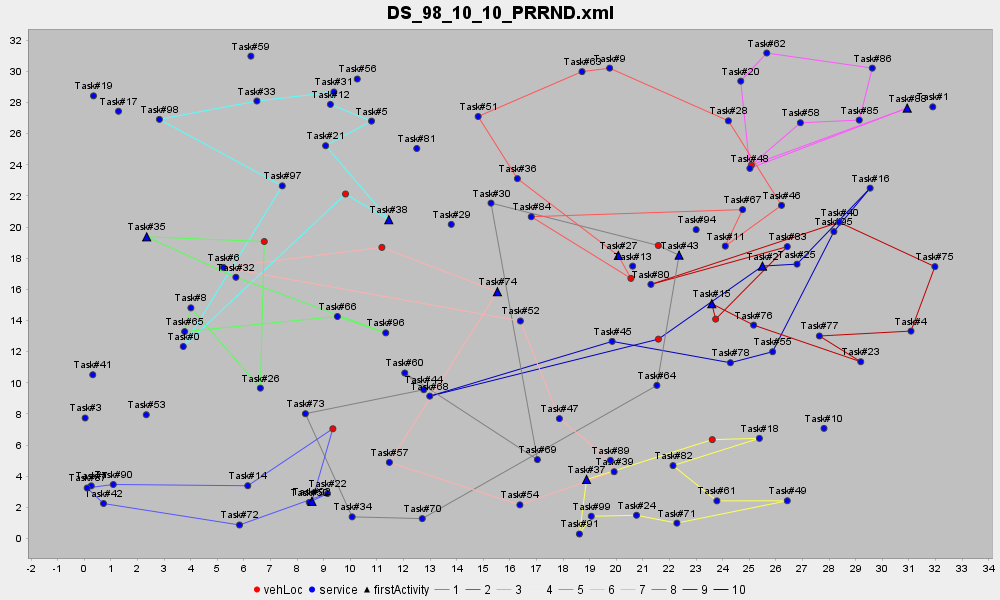 DS_98_10_10_PRRND.xml
32
30
28
26
24
22
20
18
16
14
12
10
8
6
4
2
0
Task#59
Task#62
Task#9
Task#86
Task#56
Task#20
Task#31
Task#19
Task#33
Task#12
Task#1
Task#17
Task#51
Task#98
Task#28
Task#58
Task#85
Task#5
Task#21
Task#81
Task#48
Task#36
Task#97
Task#16
Task#30
Task#46
Task#67
Task#38
Task#84
Task#40
Task#29
Task#94
Task#35
Task#83
Task#11
Task#27
Task#43
Task#25
Task#13
Task#6
Task#75
Task#32
Task#80
Task#74
Task#15
Task#8
Task#66
Task#52
Task#76
Task#65
Task#96
Task#77
Task#4
Task#45
Task#0
Task#55
Task#78
Task#23
Task#41
Task#60
Task#44
Task#64
Task#26
Task#68
Task#73
Task#3
Task#53
Task#47
Task#10
Task#18
Task#69
Task#89
Task#57
Task#82
Task#39
Task#37
Task#90
Task#14
Task#22
Task#42
Task#54
Task#61
Task#49
Task#34
Task#70
Task#99
Task#24
Task#72
Task#71
Task#91
-2 -1 0 1 2 3 4 5 6 7 8 9 10 11 12 13 14 15 16 17 18 19 20 21 22 23 24 25 26 27 28 29 30 31 32 33 34
vehLoc service firstActivity 1 2 3 4 5 6 7 8 9 10